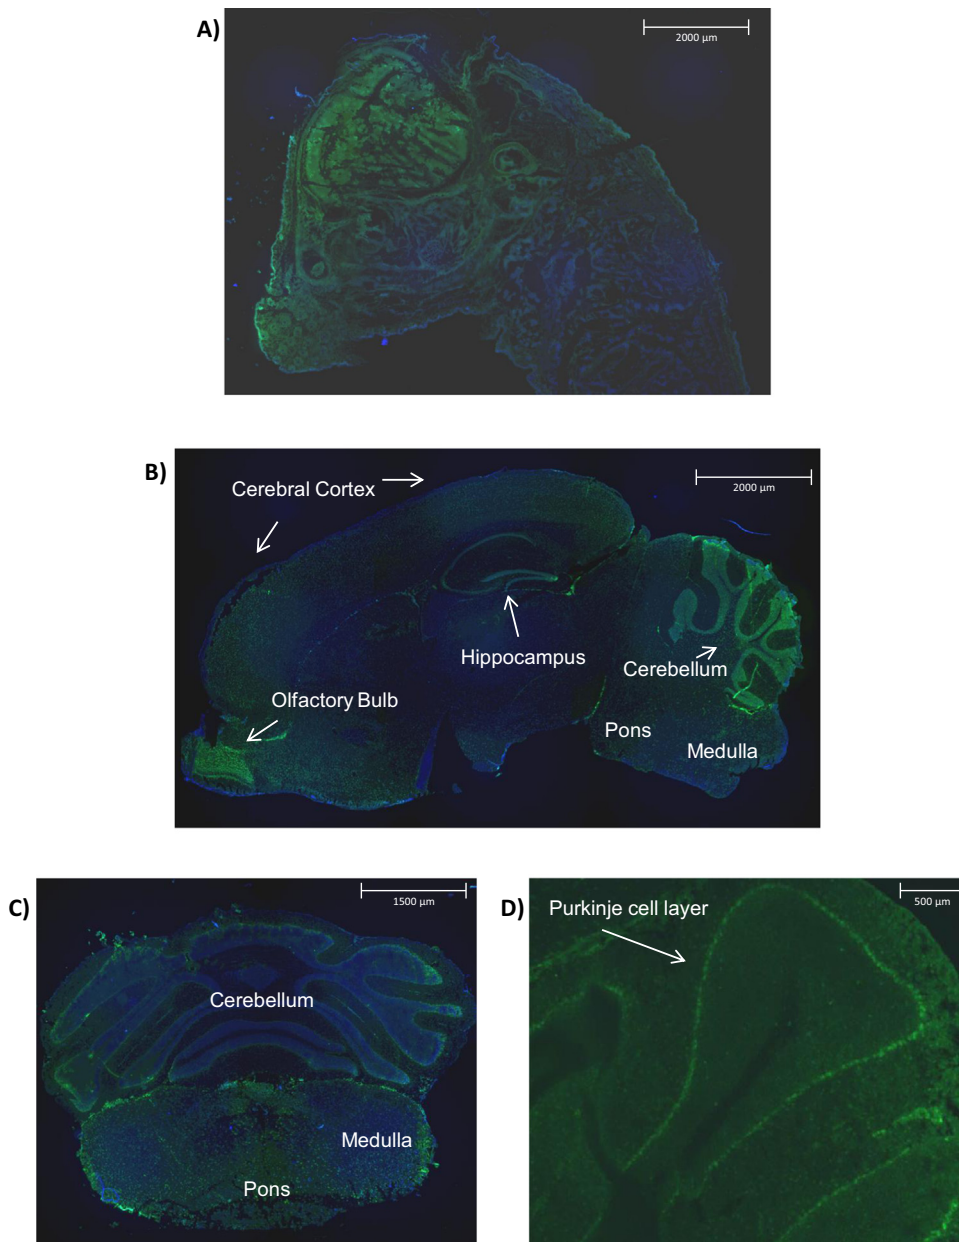 A)
2000 µm
B)
Cerebral Cortex
2000 µm
Hippocampus
Cerebellum
Olfactory Bulb
Pons
Medulla
C)
1500 µm
Cerebellum
Medulla
Pons
D)
Purkinje cell layer
500 µm